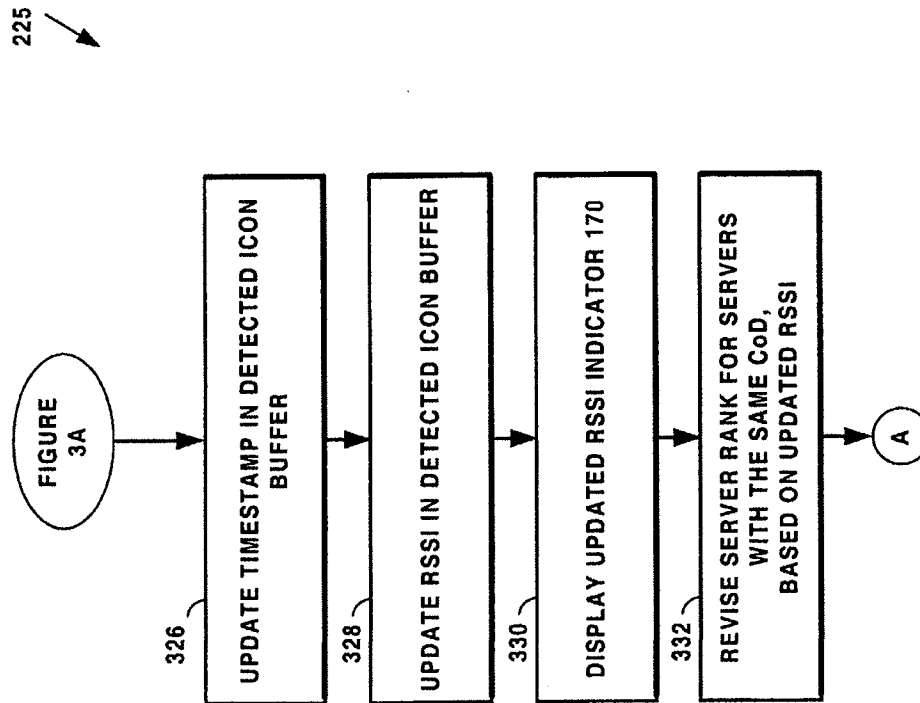 225
FIGURE
3A
326
UPDATE TIMESTAMP IN DETECTED ICON
BUFFER
328
UPDATE RSSI IN DETECTED ICON BUFFER
330
DISPLAY UPDATED RSSI INDICATOR 170
332
REVISE SERVER RANK FOR SERVERS
WITH THE SAME CoD,
BASED ON UPDATED RSSI
A